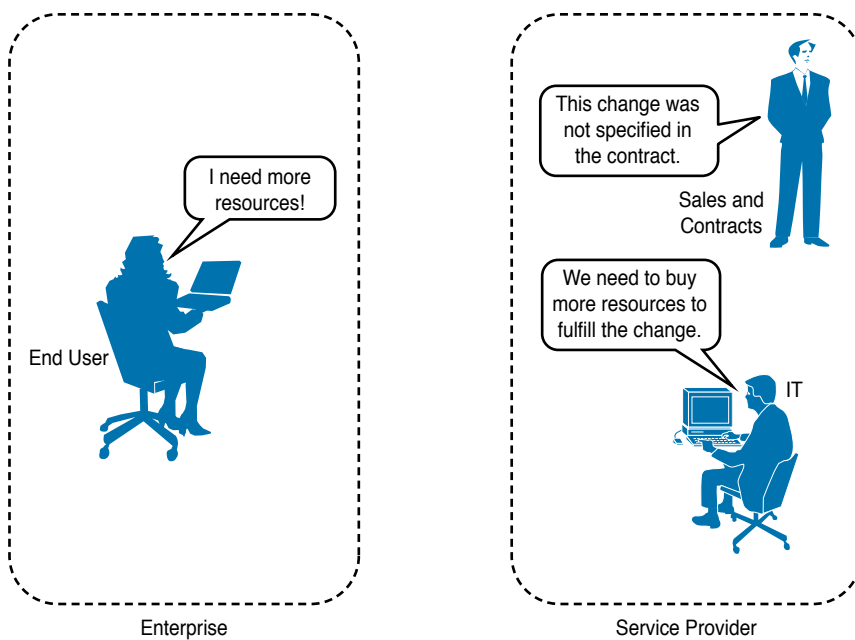 I need more
resources!
End User
Enterprise
This change was
not specified in
the contract.
Sales and
Contracts
We need to buy
more resources to
fulfill the change.
IT
Service Provider